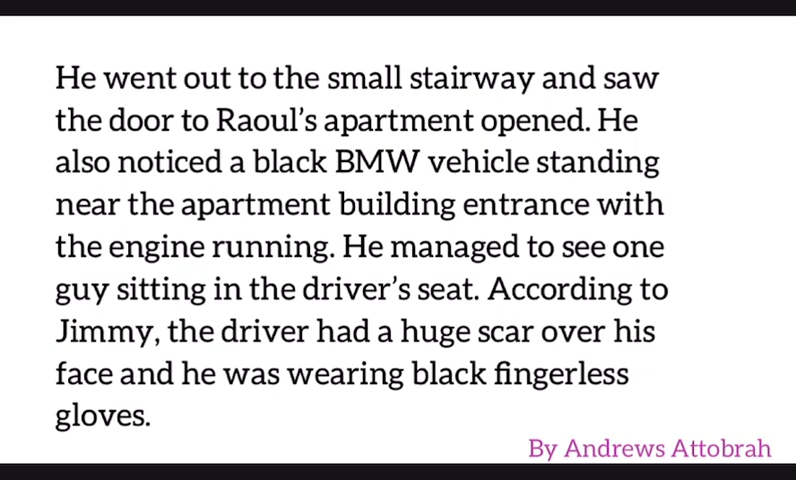 He went out to the small stairway and saw
the door to Raoul’s apartment opened. He
also noticed a black BMW vehicle standing
near the apartment building entrance with
the engine running. He managed to see one
guy sitting in the driver’s seat. According to
Jimmy, the driver had a huge scar over his
face and he was wearing black fingerless
gloves.
By Andrews Attobrah